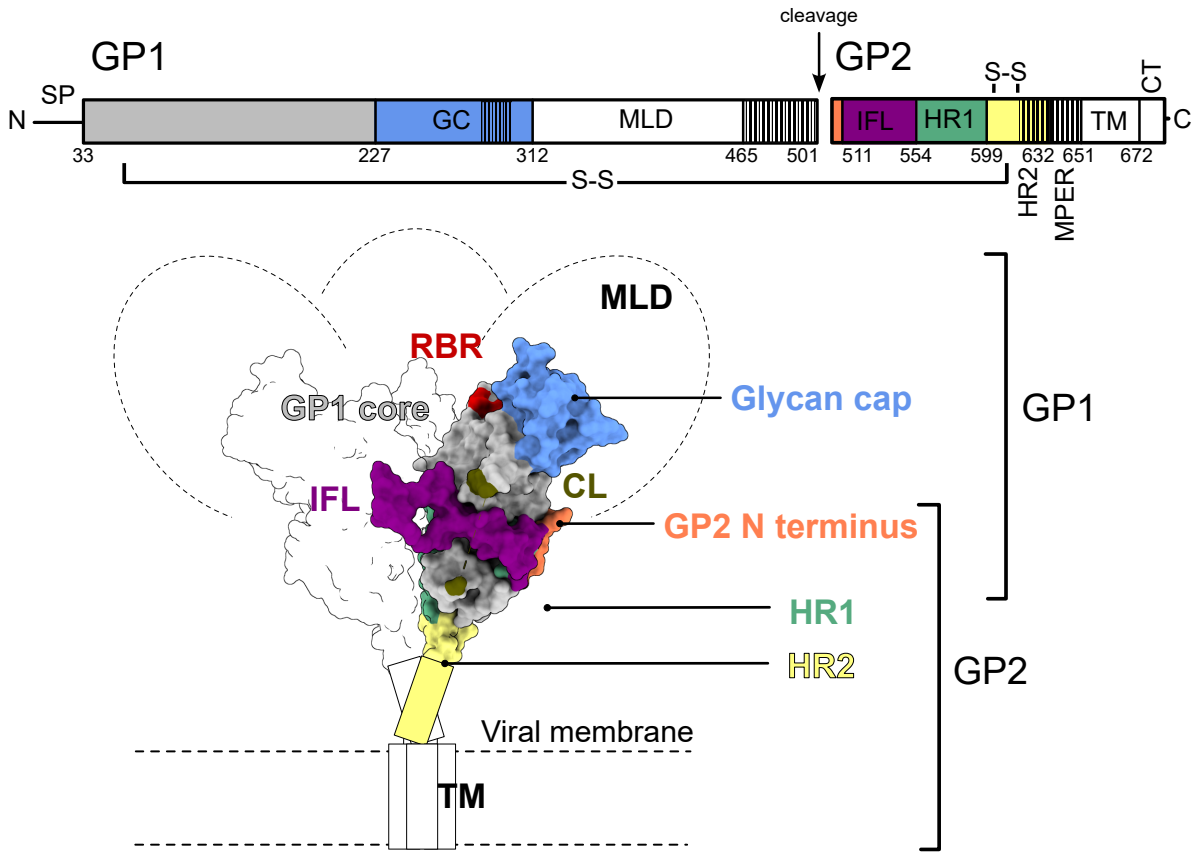 cleavage
GP1
GP2
S-S
CT
SP
N
GC
MLD
IFL
HR1
TM
C
33
227
312
465
501
511
554
599
632
651
672
S-S
HR2
MPER
MLD
RBR
Glycan cap
GP1 core
GP1
IFL
CL
GP2 N terminus
HR1
HR2
GP2
Viral membrane
TM